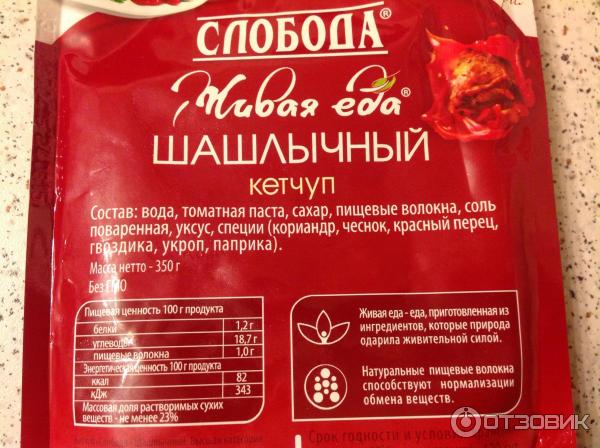 СЛОБОДА®
Живая еда®
ШАШЛЫЧНЫЙ
кетчуп
Состав: вода, томатная паста, сахар, пищевые волокна, соль
поваренная, уксус, специи (кориандр, чеснок, красный перец,
гвоздика, укроп, паприка).
Масса нетто - 350 г
Без ГМО
Пищевая ценность 100 г продукта
белки 1,2 г
углеводы 18,7 г
пищевые волокна 1,0 г
Энергетическая ценность 100 г продукта
ккал 82
кДж 343
Массовая доля растворимых сухих
веществ - не менее 23%
Живая еда - еда, приготовленная из
ингредиентов, которые природа
одарила живительной силой.
Натуральные пищевые волокна
способствуют нормализации
обмена веществ.
Срок годности и условия
ОТЗОВИК